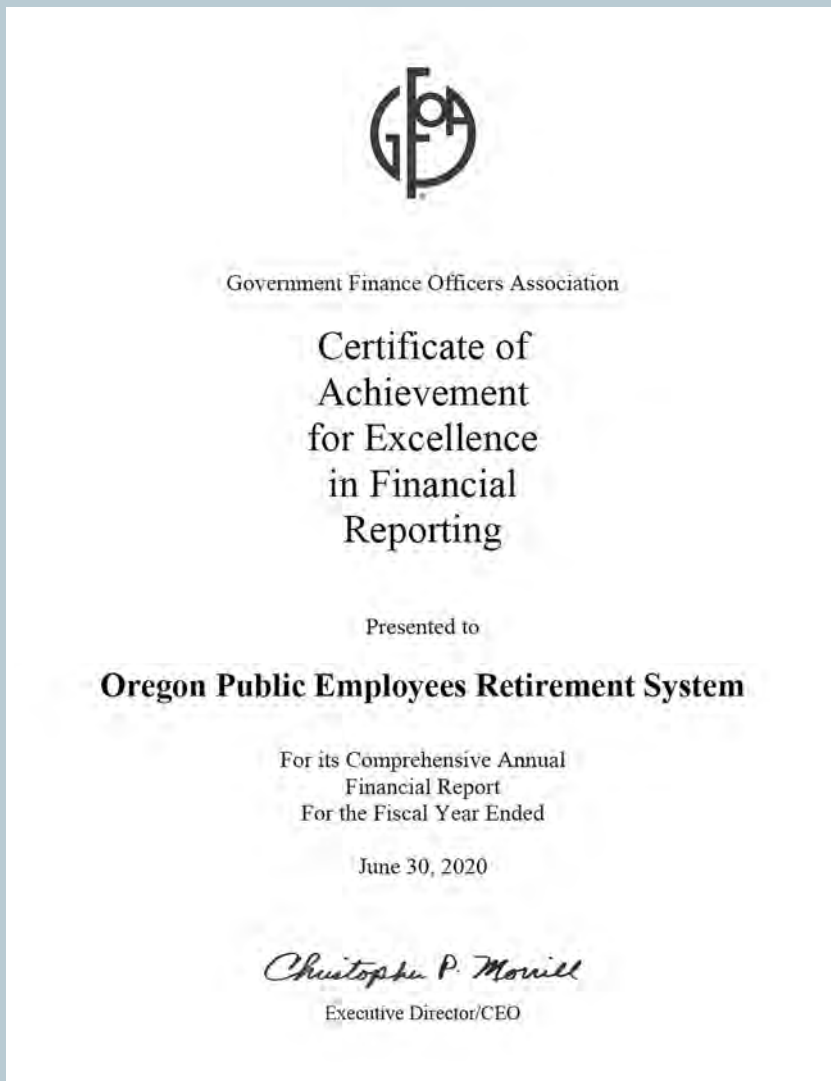 GFOA
Government Finance Officers Association
Certificate of
Achievement
for Excellence
in Financial
Reporting
Presented to
Oregon Public Employees Retirement System
For its Comprehensive Annual
Financial Report
For the Fiscal Year Ended
June 30, 2020
Christopher P. Morrill
Executive Director/CEO